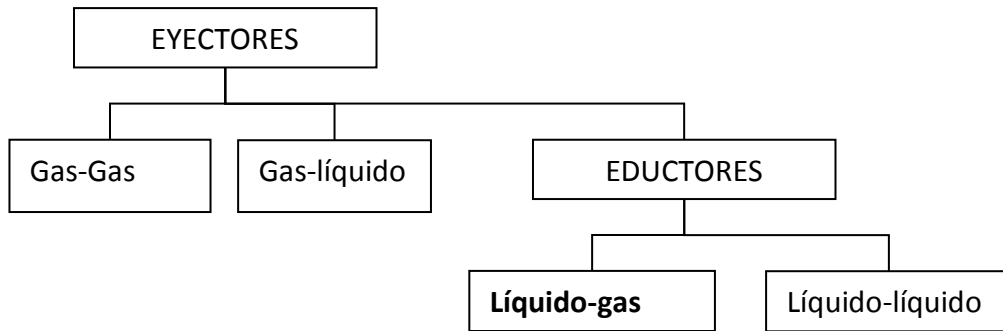 EYECTORES
Gas-Gas
Gas-líquido
EDUCTORES
Líquido-gas
Líquido-líquido